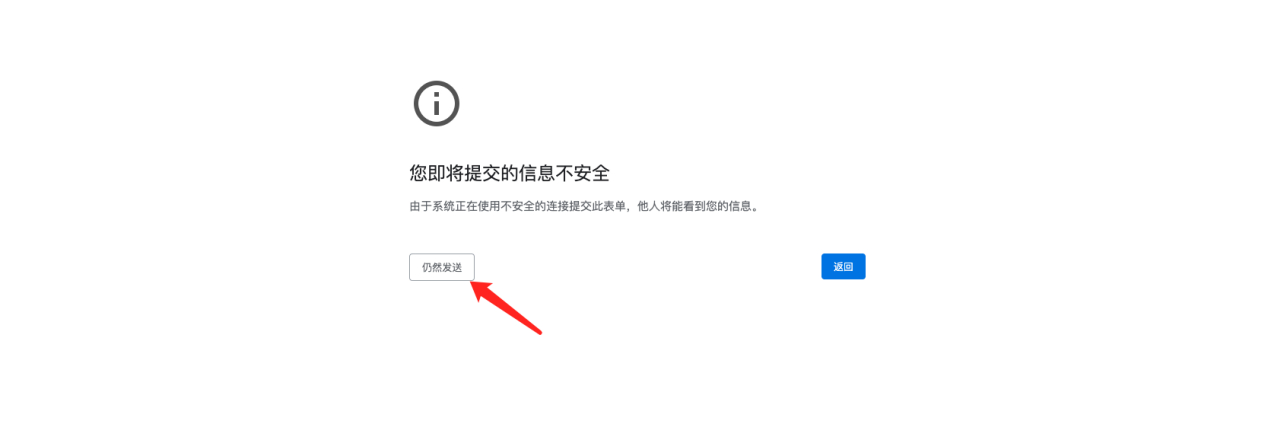 您即将提交的信息不安全
由于系统正在使用不安全的连接提交此表单，他人将能看到您的信息。
仍然发送
返回